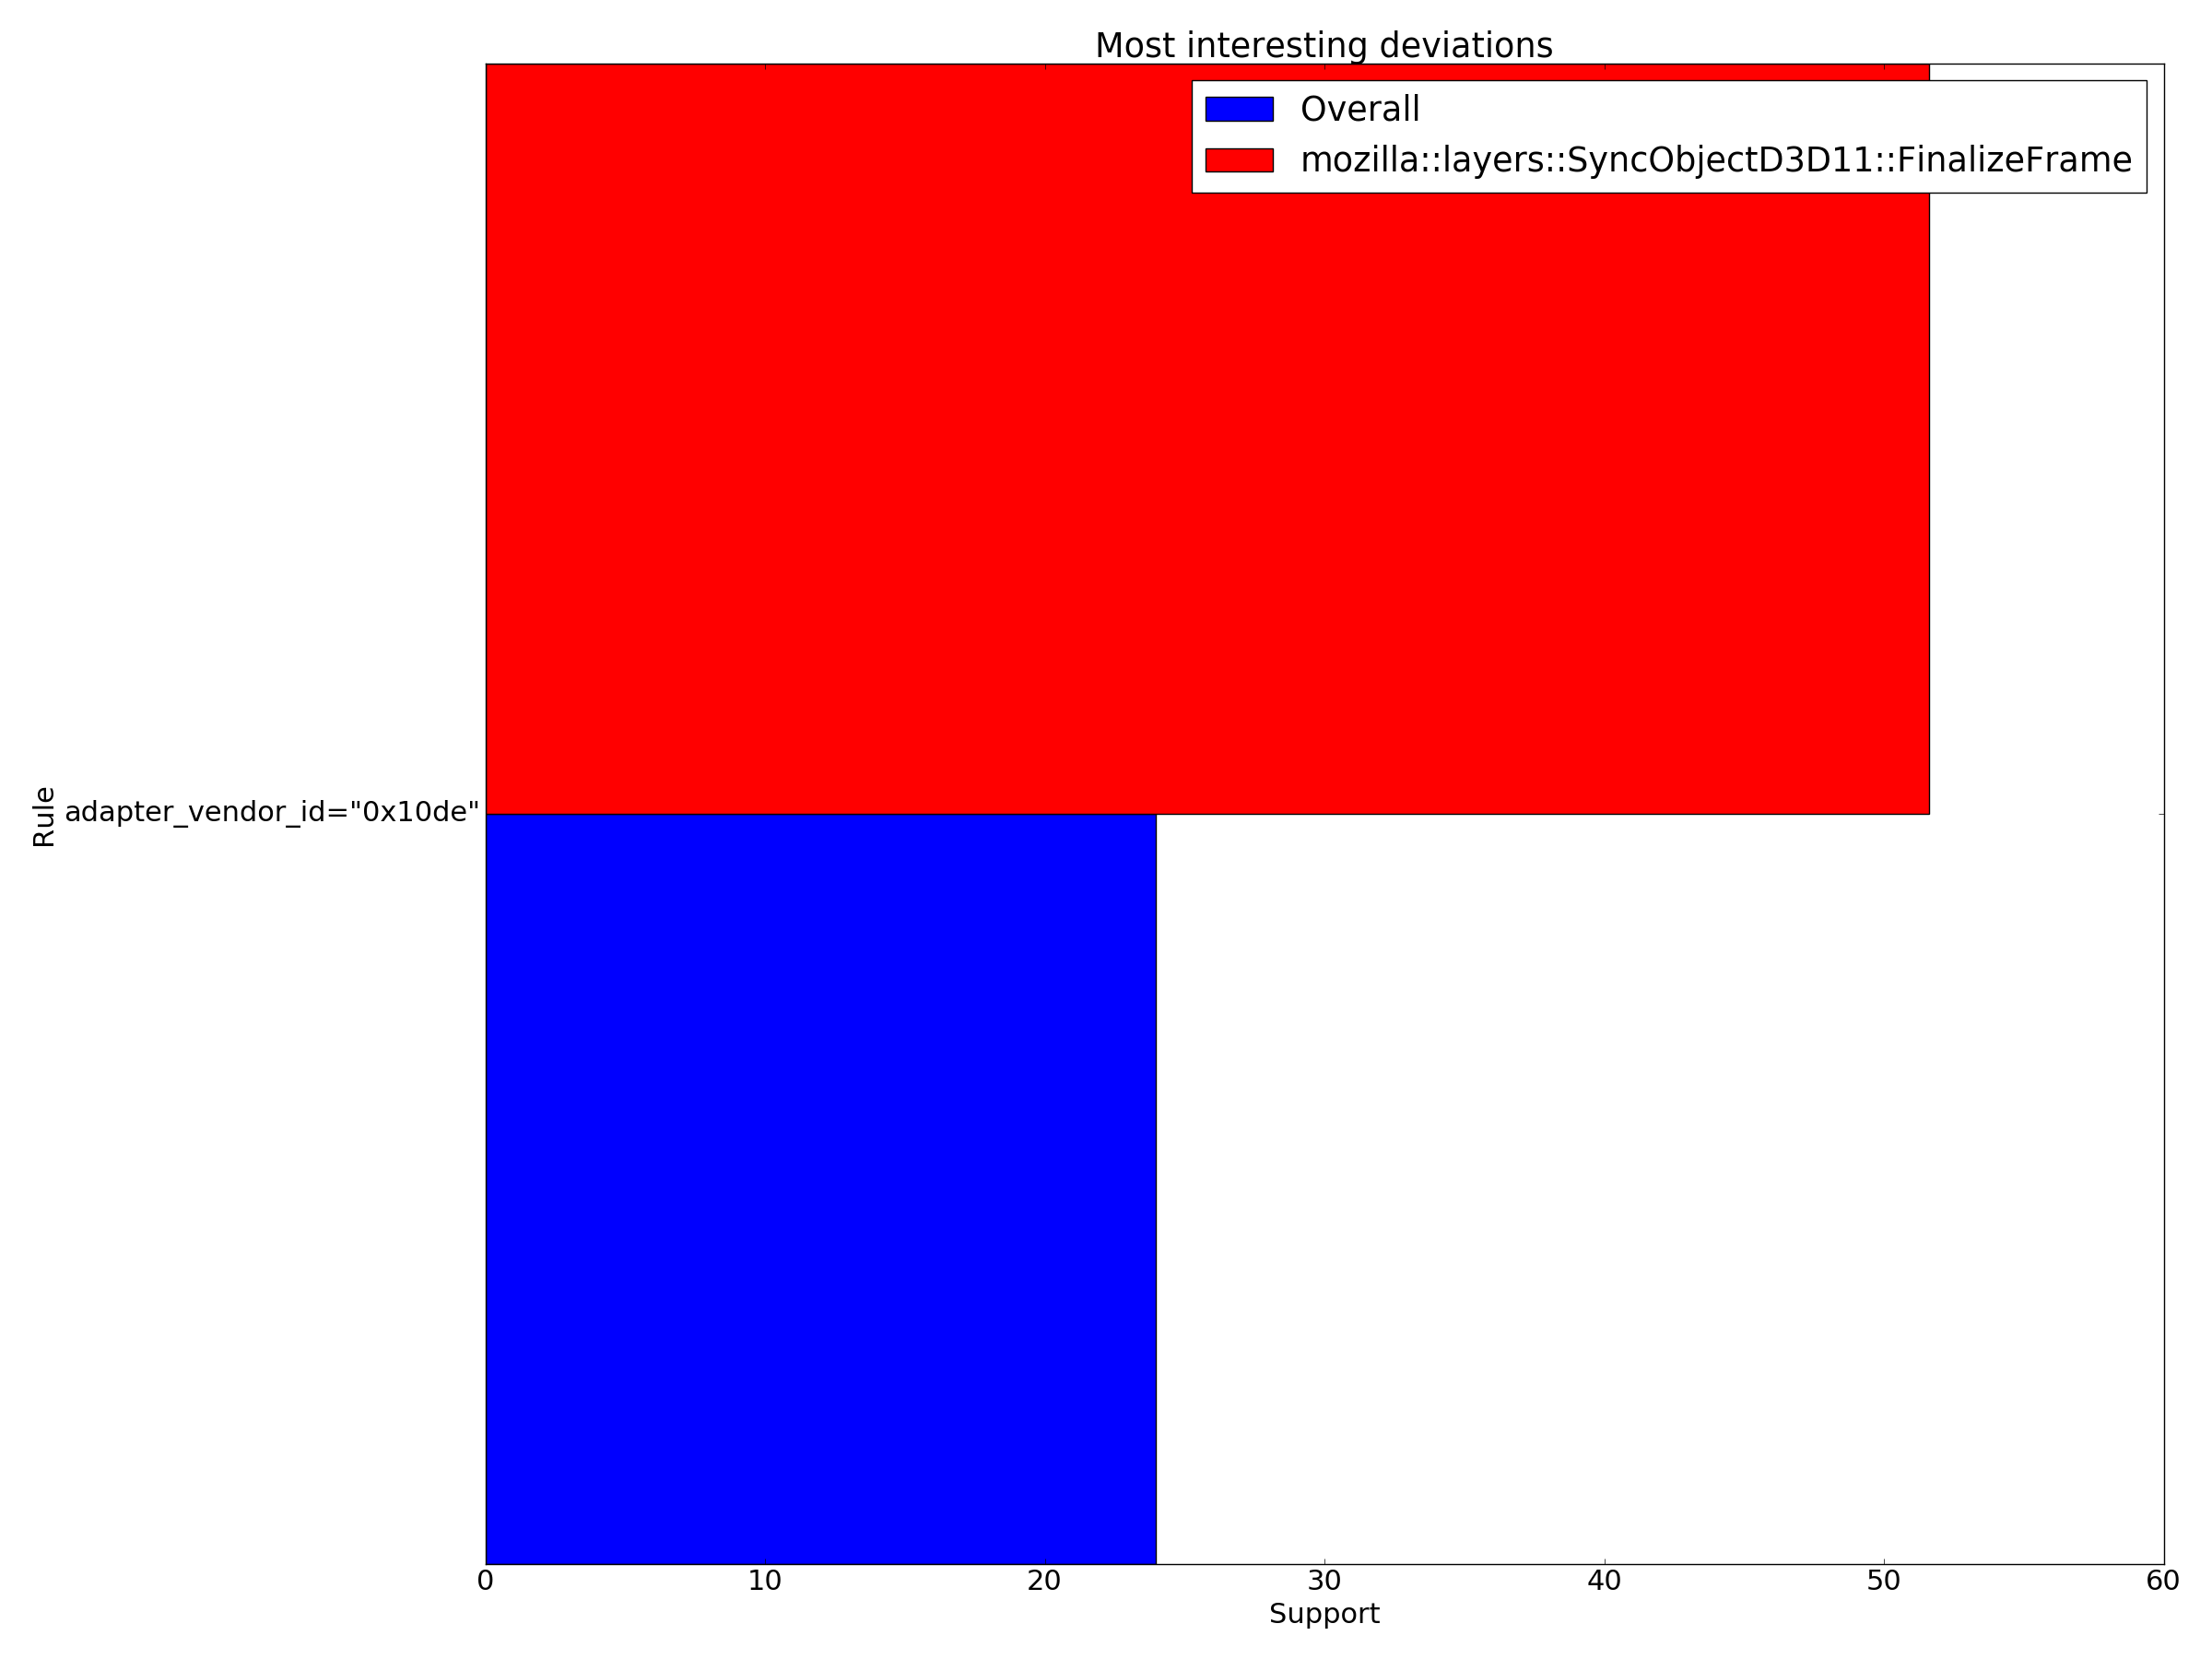 Most interesting deviations
Overall
mozilla::layers::SyncObjectD3D11::FinalizeFrame
Rule
adapter_vendor_id="0x10de"
0 10 20 30 40 50 60
Support